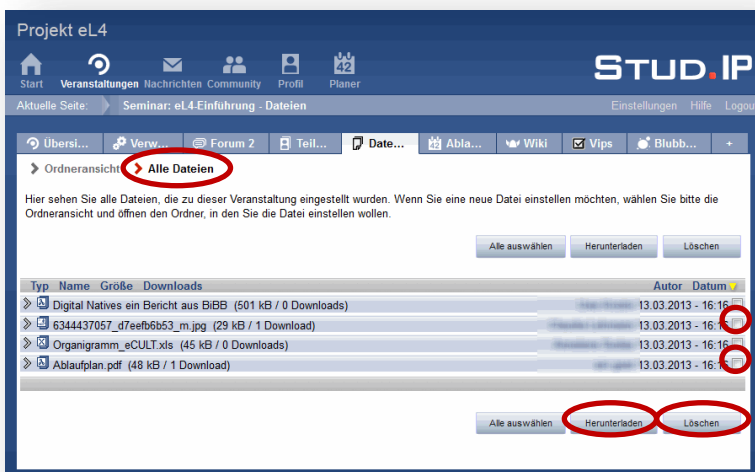 Projekt eL4
Start Veranstaltungen Nachrichten Community Profil Planer
42
STUD.IP
Aktuelle Seite: Seminar: eL4-Einführung - Dateien Einstellungen Hilfe Logou
Übersi... Verw... Forum 2 Teil... Date... Abla... Wiki Vips Blubb... +
Ordneransicht Alle Dateien
Hier sehen Sie alle Dateien, die zu dieser Veranstaltung eingestellt wurden. Wenn Sie eine neue Datei einstellen möchten, wählen Sie bitte die
Ordneransicht und öffnen den Ordner, in den Sie die Datei einstellen wollen.
Alle auswählen Herunterladen Löschen
Typ Name Größe Downloads Autor Datum
Digital Natives ein Bericht aus BiBB (501 kB / 0 Downloads) 13.03.2013 - 16:16
6344437057_d7eefb6b53_m.jpg (29 kB / 1 Download) 13.03.2013 - 16:16
Organigramm_eCULT.xls (45 kB / 0 Downloads) 13.03.2013 - 16:16
Ablaufplan.pdf (48 kB / 1 Download) 13.03.2013 - 16:16
Alle auswählen Herunterladen Löschen